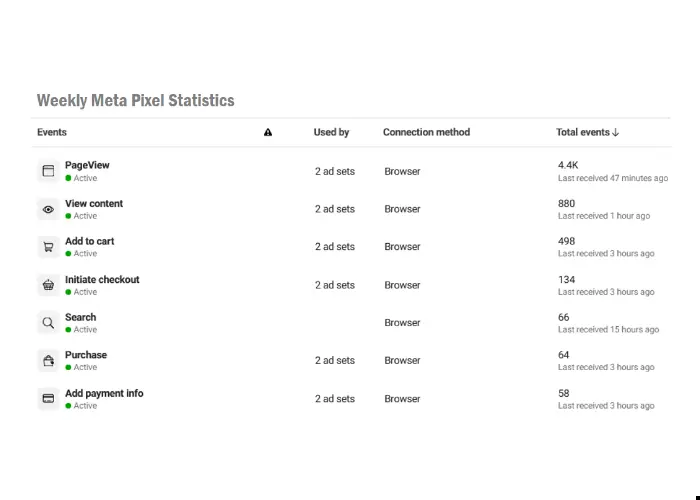 Weekly Meta Pixel Statistics
Events Used by Connection method Total events ↓
PageView 2 ad sets Browser 4.4K
Active Last received 47 minutes ago
View content 2 ad sets Browser 880
Active Last received 1 hour ago
Add to cart 2 ad sets Browser 498
Active Last received 3 hours ago
Initiate checkout 2 ad sets Browser 134
Active Last received 3 hours ago
Search Browser 66
Active Last received 15 hours ago
Purchase 2 ad sets Browser 64
Active Last received 3 hours ago
Add payment info 2 ad sets Browser 58
Active Last received 3 hours ago